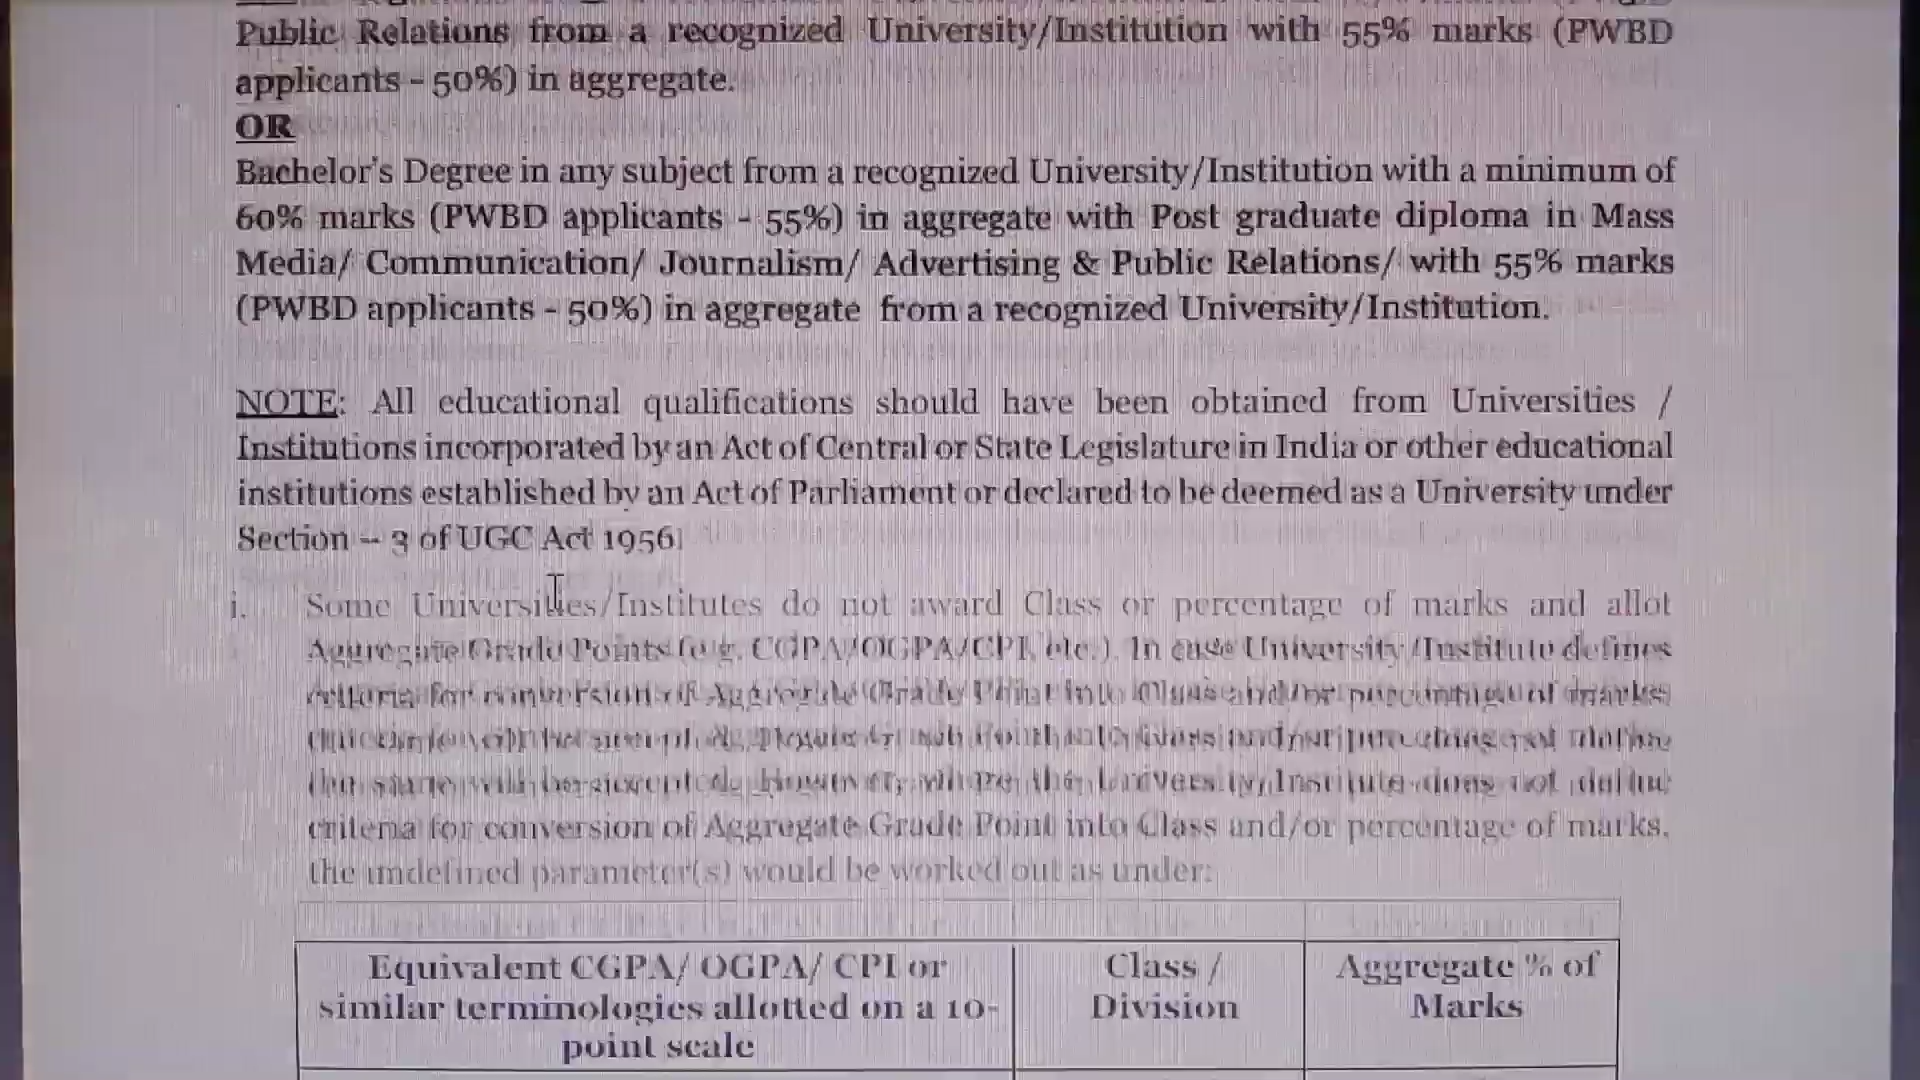 Public Relations from a recognized University/Institution with 55% marks (PWBD
applicants - 50%) in aggregate.
OR
Bachelor's Degree in any subject from a recognized University/Institution with a minimum of
60% marks (PWBD applicants - 55%) in aggregate with Post graduate diploma in Mass
Media/ Communication/ Journalism/ Advertising & Public Relations/ with 55% marks
(PWBD applicants - 50%) in aggregate from a recognized University/Institution.
NOTE: All educational qualifications should have been obtained from Universities /
Institutions incorporated by an Act of Central or State Legislature in India or other educational
institutions established by an Act of Parliament or declared to be deemed as a University under
Section – 3 of UGC Act 1956
i. Some Universities/Institutes do not award Class or percentage of marks and allot
Aggregate Grade Points (e.g. CGPA/OGPA/CPI, etc.). In case University/Institute defines
criteria for conversion of Aggregate Grade Point into Class and/or percentage of marks,
the same will be accepted. However, where the University/Institute does not define
criteria for conversion of Aggregate Grade Point into Class and/or percentage of marks,
the undefined parameter(s) would be worked out as under:
Equivalent CGPA/ OGPA/ CPI or
similar terminologies allotted on a 10-
point scale
Class /
Division
Aggregate % of
Marks